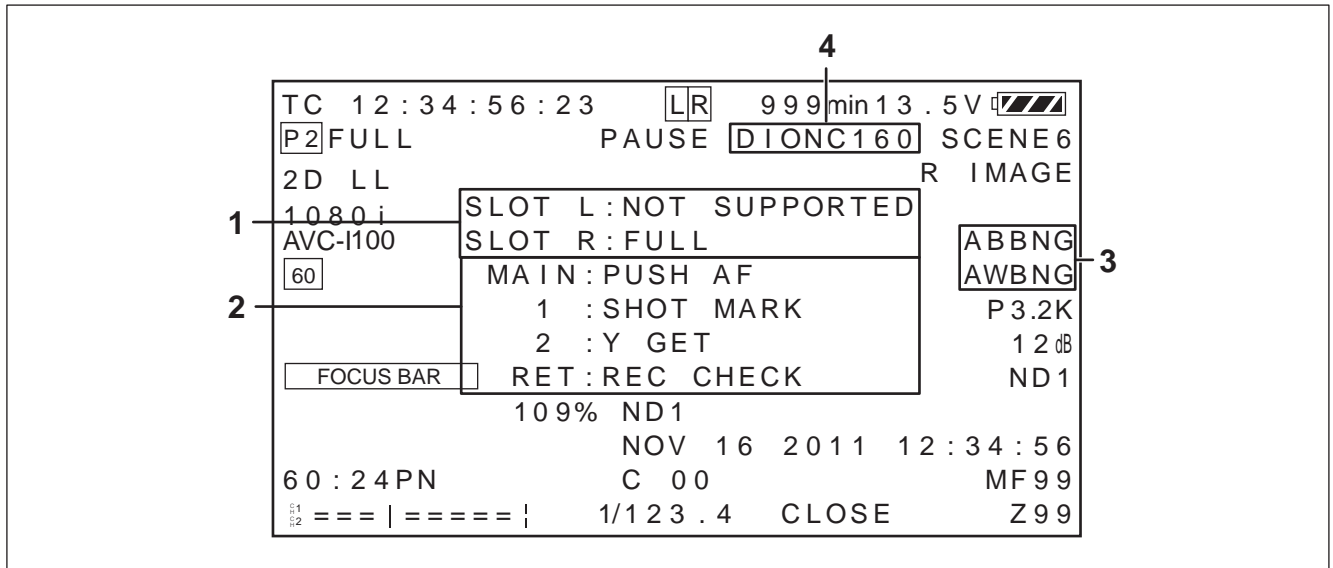 4
TC 12:34:56:23 LR 999min 13.5V
P2 FULL PAUSE DIONC160 SCENE6
2D LL R IMAGE
1 1080i SLOT L:NOT SUPPORTED
AVC-I100 SLOT R:FULL ABBNG
60 MAIN:PUSH AF AWBNG 3
2 1 :SHOT MARK P3.2K
2 :Y GET 12dB
FOCUS BAR RET:REC CHECK ND1
109% ND1
NOV 16 2011 12:34:56
60:24PN C 00 MF99
CH1 CH2 ===|=====¦ 1/123.4 CLOSE Z99